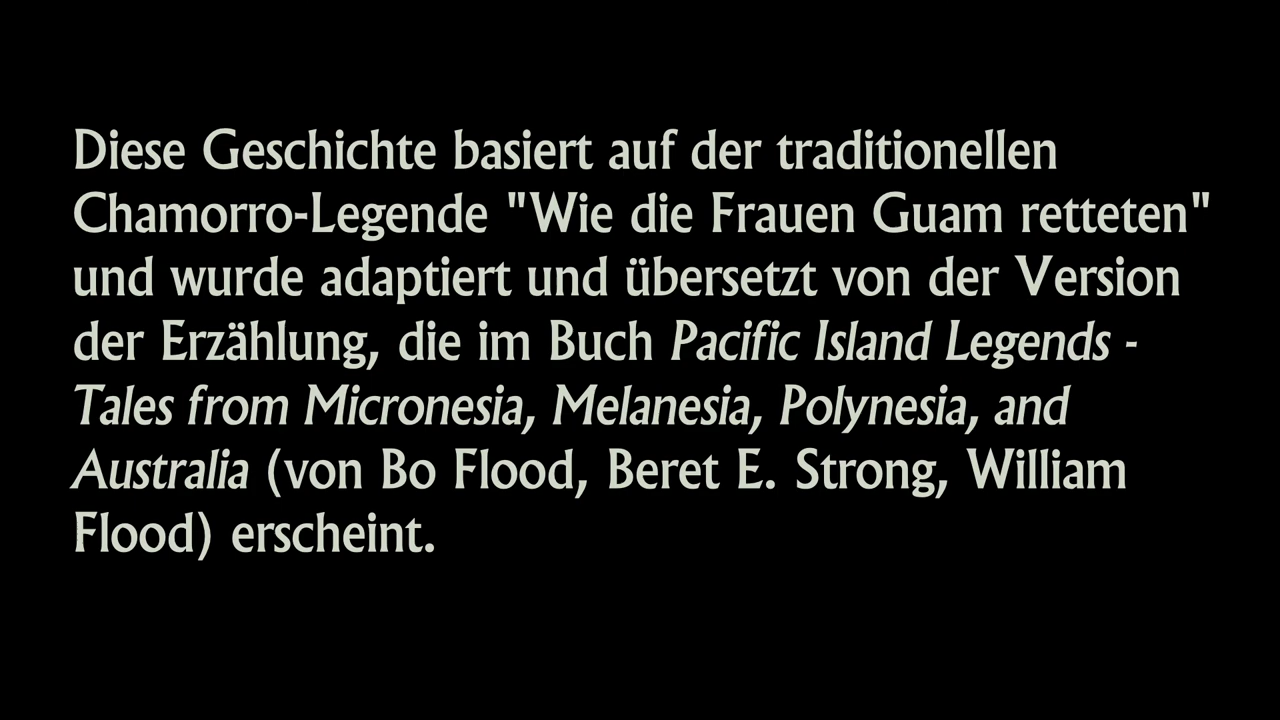 Diese Geschichte basiert auf der traditionellen
Chamorro-Legende "Wie die Frauen Guam retteten"
und wurde adaptiert und übersetzt von der Version
der Erzählung, die im Buch Pacific Island Legends -
Tales from Micronesia, Melanesia, Polynesia, and
Australia (von Bo Flood, Beret E. Strong, William
Flood) erscheint.